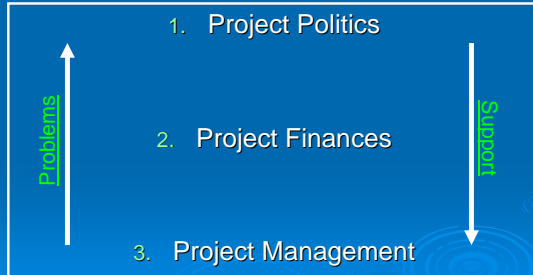 1. Project Politics
Problems
2. Project Finances
Support
3. Project Management